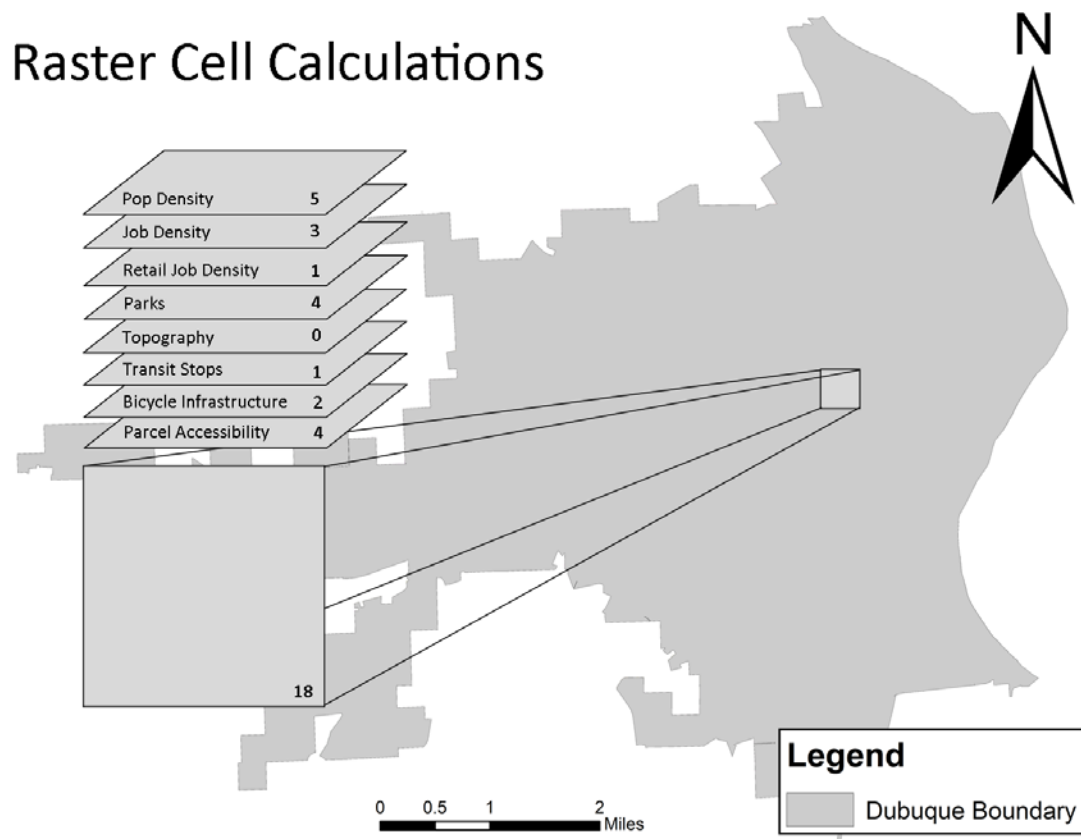 Raster Cell Calculations
N
Pop Density 5
Job Density 3
Retail Job Density 1
Parks 4
Topography 0
Transit Stops 1
Bicycle Infrastructure 2
Parcel Accessibility 4
18
Legend
Dubuque Boundary
0 0.5 1 2
Miles